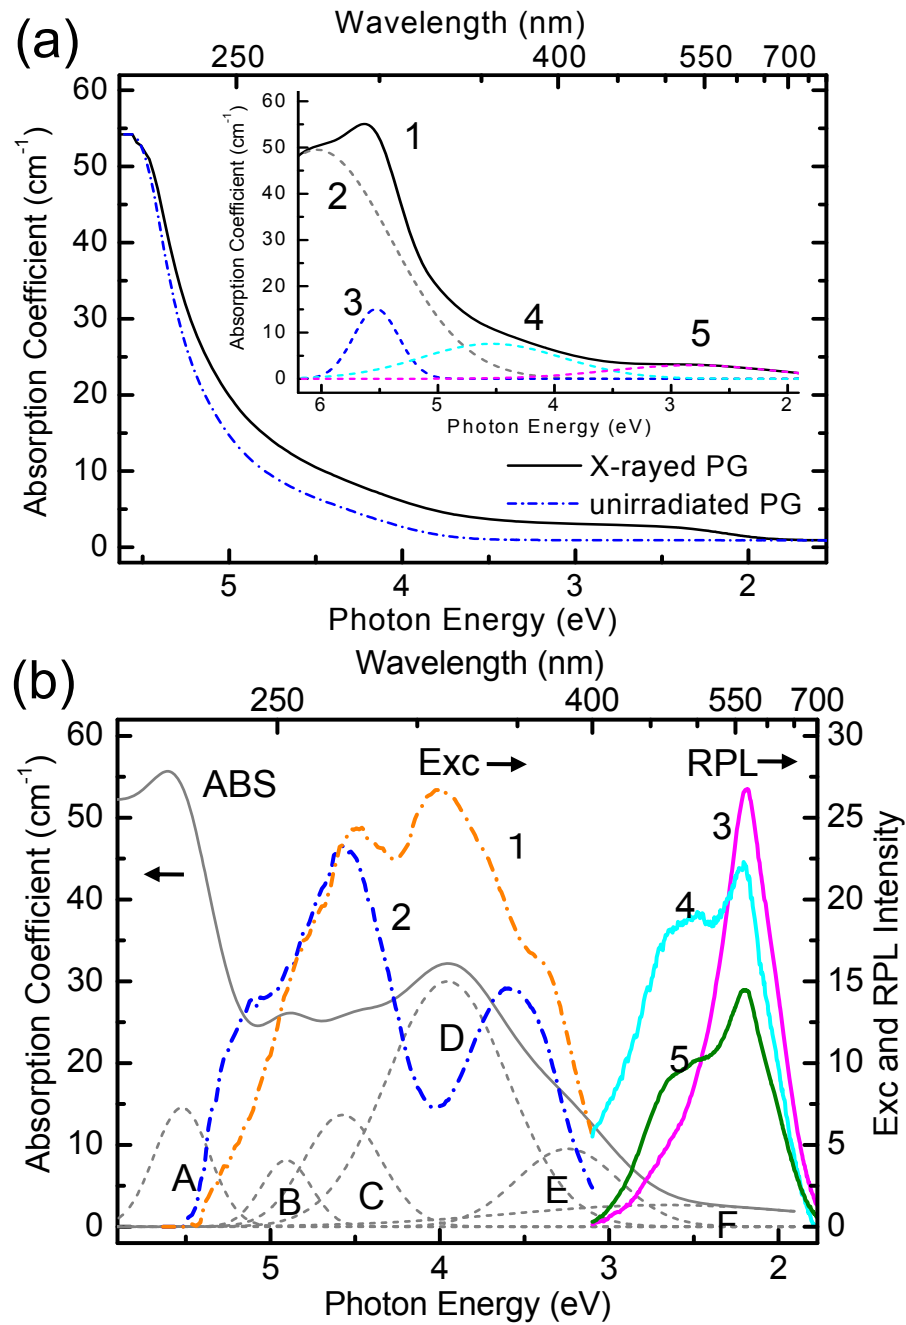 (a)
Wavelength (nm)
250 400 550 700
60
50
40
30
20
10
0
Absorption Coefficient (cm-1)
60
50
40
30
20
10
0
Absorption Coefficient (cm-1)
1
2
3
4
5
6 5 4 3 2
Photon Energy (eV)
X-rayed PG
unirradiated PG
5 4 3 2
Photon Energy (eV)
(b)
Wavelength (nm)
250 400 550 700
60
50
40
30
20
10
0
Absorption Coefficient (cm-1)
30
25
20
15
10
5
0
Exc and RPL Intensity
ABS
Exc
RPL
1
2
3
4
5
A
B
C
D
E
F
5 4 3 2
Photon Energy (eV)